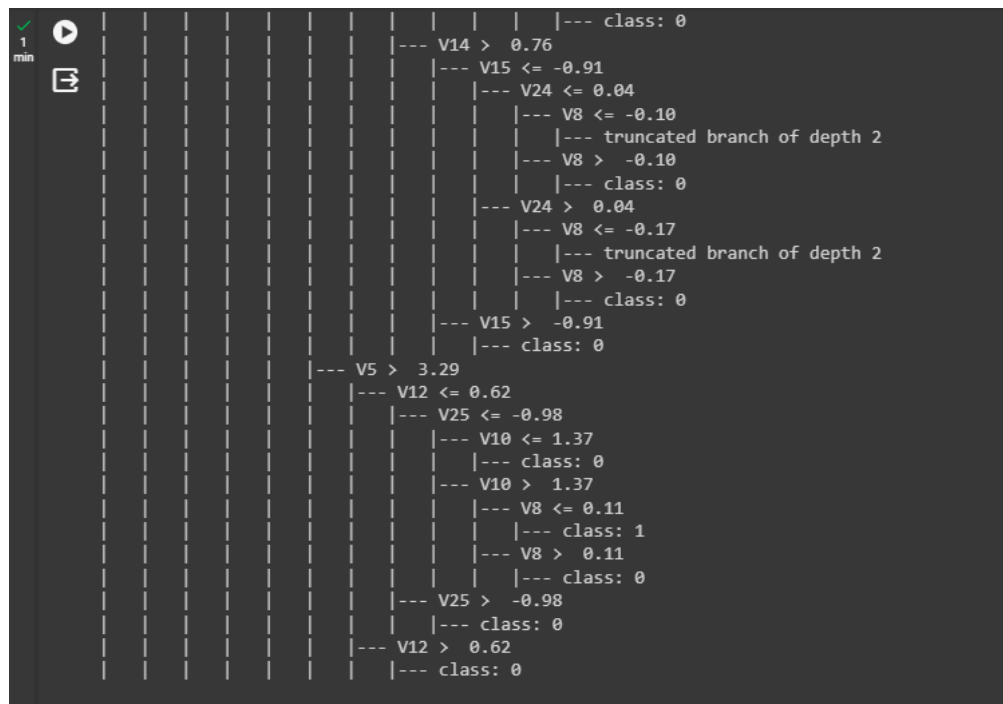 |   |   |   |   |   |   |   |   |   |   |   |--- class: 0
|   |   |   |   |   |   |   |--- V14 >  0.76
|   |   |   |   |   |   |   |   |--- V15 <= -0.91
|   |   |   |   |   |   |   |   |   |--- V24 <= 0.04
|   |   |   |   |   |   |   |   |   |   |--- V8 <= -0.10
|   |   |   |   |   |   |   |   |   |   |   |--- truncated branch of depth 2
|   |   |   |   |   |   |   |   |   |   |--- V8 >  -0.10
|   |   |   |   |   |   |   |   |   |   |   |--- class: 0
|   |   |   |   |   |   |   |   |   |--- V24 >  0.04
|   |   |   |   |   |   |   |   |   |   |--- V8 <= -0.17
|   |   |   |   |   |   |   |   |   |   |   |--- truncated branch of depth 2
|   |   |   |   |   |   |   |   |   |   |--- V8 >  -0.17
|   |   |   |   |   |   |   |   |   |   |   |--- class: 0
|   |   |   |   |   |   |   |   |--- V15 >  -0.91
|   |   |   |   |   |   |   |   |   |--- class: 0
|   |   |   |   |   |--- V5 >  3.29
|   |   |   |   |   |   |--- V12 <= 0.62
|   |   |   |   |   |   |   |--- V25 <= -0.98
|   |   |   |   |   |   |   |   |--- V10 <= 1.37
|   |   |   |   |   |   |   |   |   |--- class: 0
|   |   |   |   |   |   |   |   |--- V10 >  1.37
|   |   |   |   |   |   |   |   |   |--- V8 <= 0.11
|   |   |   |   |   |   |   |   |   |   |--- class: 1
|   |   |   |   |   |   |   |   |   |--- V8 >  0.11
|   |   |   |   |   |   |   |   |   |   |--- class: 0
|   |   |   |   |   |   |   |--- V25 >  -0.98
|   |   |   |   |   |   |   |   |--- class: 0
|   |   |   |   |   |   |--- V12 >  0.62
|   |   |   |   |   |   |   |--- class: 0
1
min